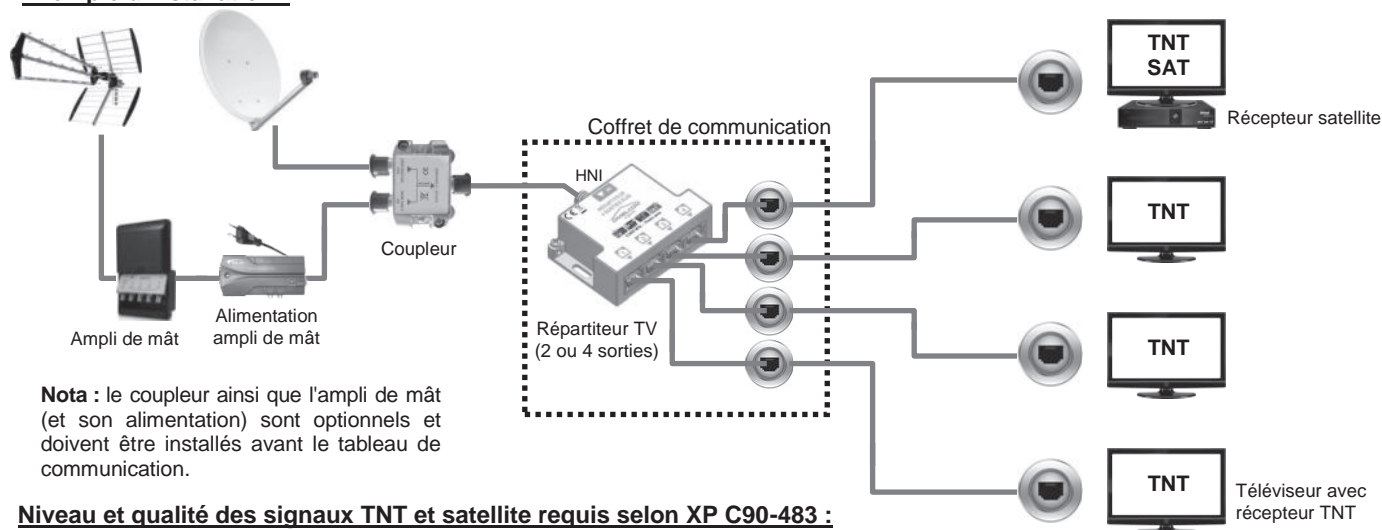 TNT
SAT
Récepteur satellite
Coffret de communication
HNI
TNT
Coupleur
Ampli de mât
Alimentation
ampli de mât
Répartiteur TV
(2 ou 4 sorties)
TNT
Nota : le coupleur ainsi que l'ampli de mât
(et son alimentation) sont optionnels et
doivent être installés avant le tableau de
communication.
TNT
Téléviseur avec
récepteur TNT
Niveau et qualité des signaux TNT et satellite requis selon XP C90-483 :